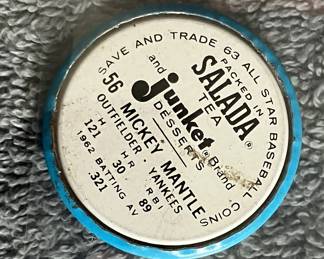 SAVE AND TRADE 63 ALL STAR BASEBALL COINS
PACKED IN
SALADA®
TEA
and
junket® Brand
DESSERTS
56 MICKEY MANTLE
OUTFIELDER · YANKEES
H HR RBI
121 30 89
1962 BATTING AV
321